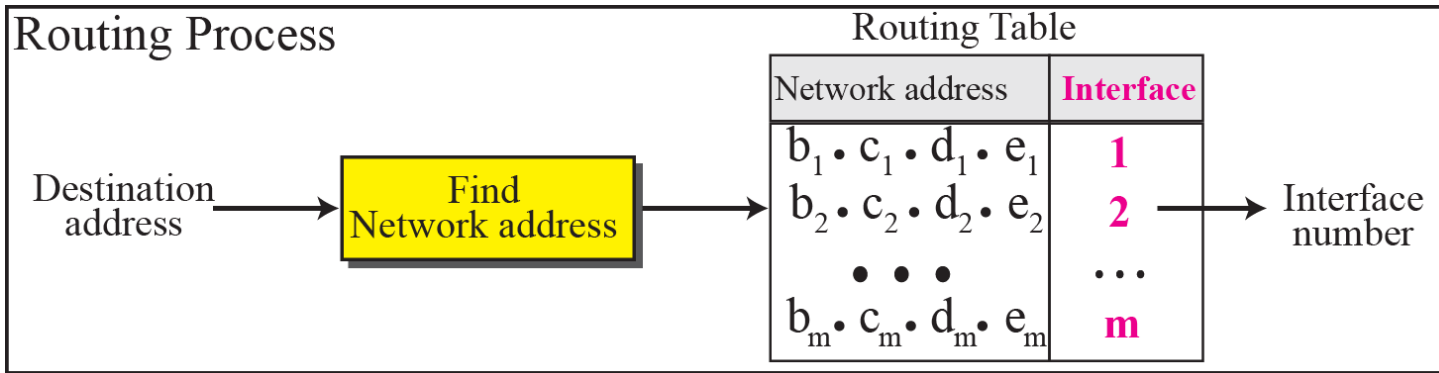 Routing Process
Routing Table
Network address Interface
b₁ . c₁ . d₁ . e₁ 1
Destination
address
Find
Network address
b₂ . c₂ . d₂ . e₂ 2
Interface
number
• • • ...
bₘ . cₘ . dₘ . eₘ m